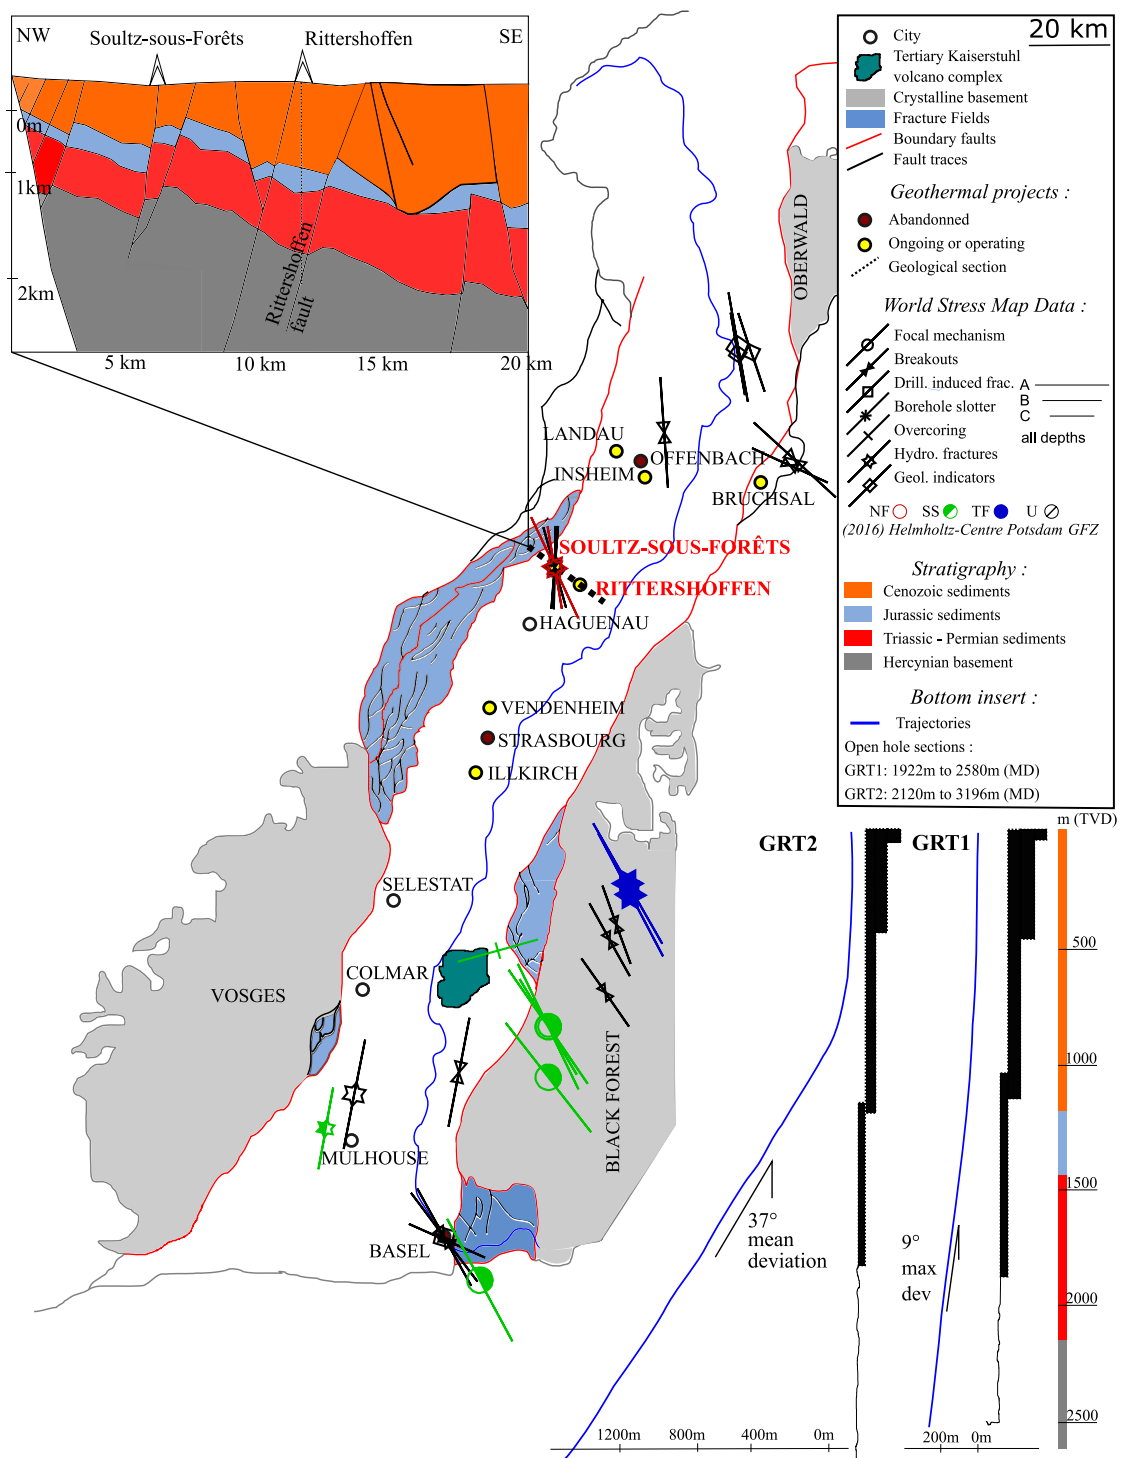 NW
Soultz-sous-Forêts
Rittershoffen
SE
0m
1km
2km
Rittershoffen
fault
5 km
10 km
15 km
20 km
20 km
City
Tertiary Kaiserstuhl
volcano complex
Crystalline basement
Fracture Fields
Boundary faults
Fault traces
Geothermal projects :
Abandonned
Ongoing or operating
Geological section
World Stress Map Data :
Focal mechanism
Breakouts
Drill. induced frac.
Borehole slotter
Overcoring
Hydro. fractures
Geol. indicators
A
B
C
all depths
NF SS TF U
(2016) Helmholtz-Centre Potsdam GFZ
Stratigraphy :
Cenozoic sediments
Jurassic sediments
Triassic - Permian sediments
Hercynian basement
Bottom insert :
Trajectories
Open hole sections :
GRT1: 1922m to 2580m (MD)
GRT2: 2120m to 3196m (MD)
OBERWALD
LANDAU
OFFENBACH
INSHEIM
BRUCHSAL
SOULTZ-SOUS-FORÊTS
RITTERSHOFFEN
HAGUENAU
VENDENHEIM
STRASBOURG
ILLKIRCH
SELESTAT
COLMAR
VOSGES
BLACK FOREST
MULHOUSE
BASEL
m (TVD)
GRT2
GRT1
500
1000
1500
2000
2500
37°
mean
deviation
9°
max
dev
1200m
800m
400m
0m
200m
0m